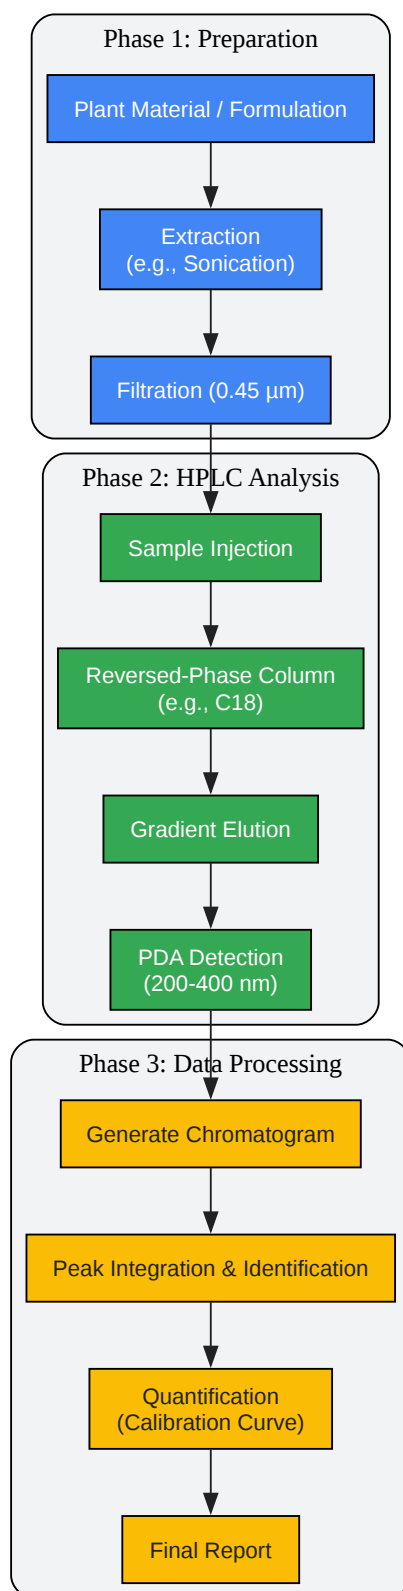 Phase 1: Preparation
Plant Material / Formulation
Extraction
(e.g., Sonication)
Filtration (0.45 µm)
Phase 2: HPLC Analysis
Sample Injection
Reversed-Phase Column
(e.g., C18)
Gradient Elution
PDA Detection
(200-400 nm)
Phase 3: Data Processing
Generate Chromatogram
Peak Integration & Identification
Quantification
(Calibration Curve)
Final Report